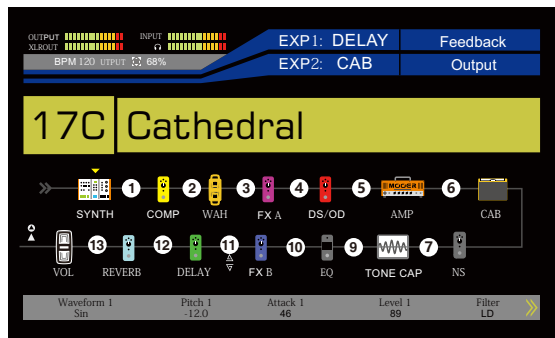 OUTPUT INPUT EXP1: DELAY Feedback
XLROUT
BPM 120 UTPUT 68% EXP2: CAB Output
17C Cathedral
1 2 3 4 5 6
MOOER
SYNTH COMP WAH FX A DS/OD AMP CAB
13 12 11 10 9 7
VOL REVERB DELAY FX B EQ TONE CAP NS
Waveform 1 Pitch 1 Attack 1 Level 1 Filter
Sin -12.0 46 89 LD